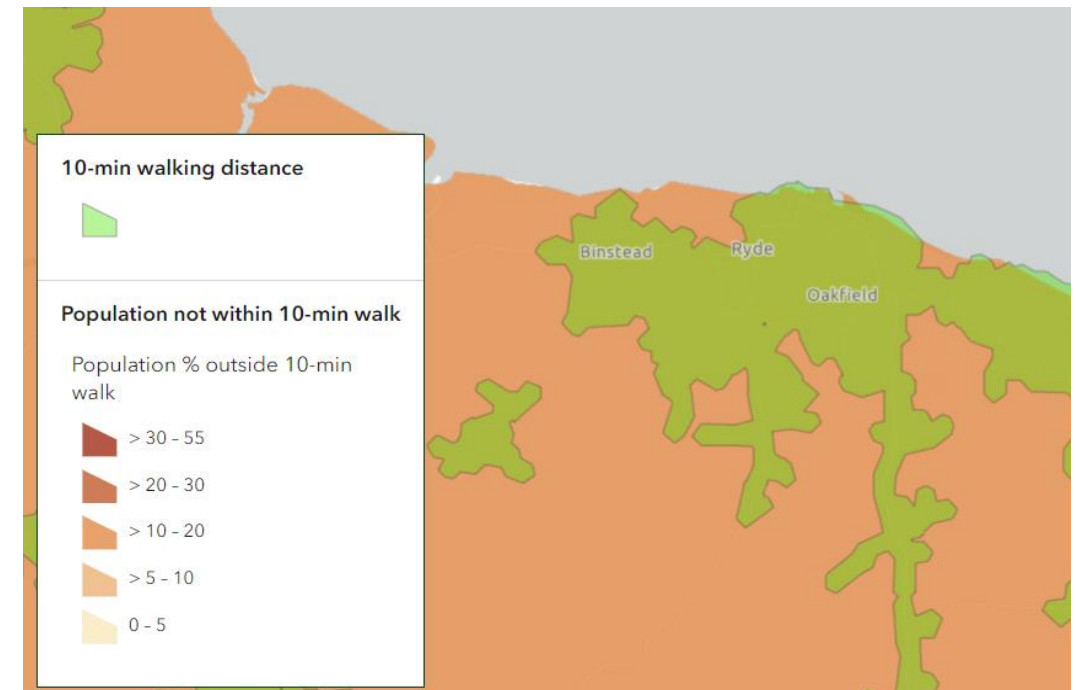 10-min walking distance
Population not within 10-min walk
Population % outside 10-min
walk
> 30 - 55
> 20 - 30
> 10 - 20
> 5 - 10
0 - 5
Binstead
Ryde
Oakfield